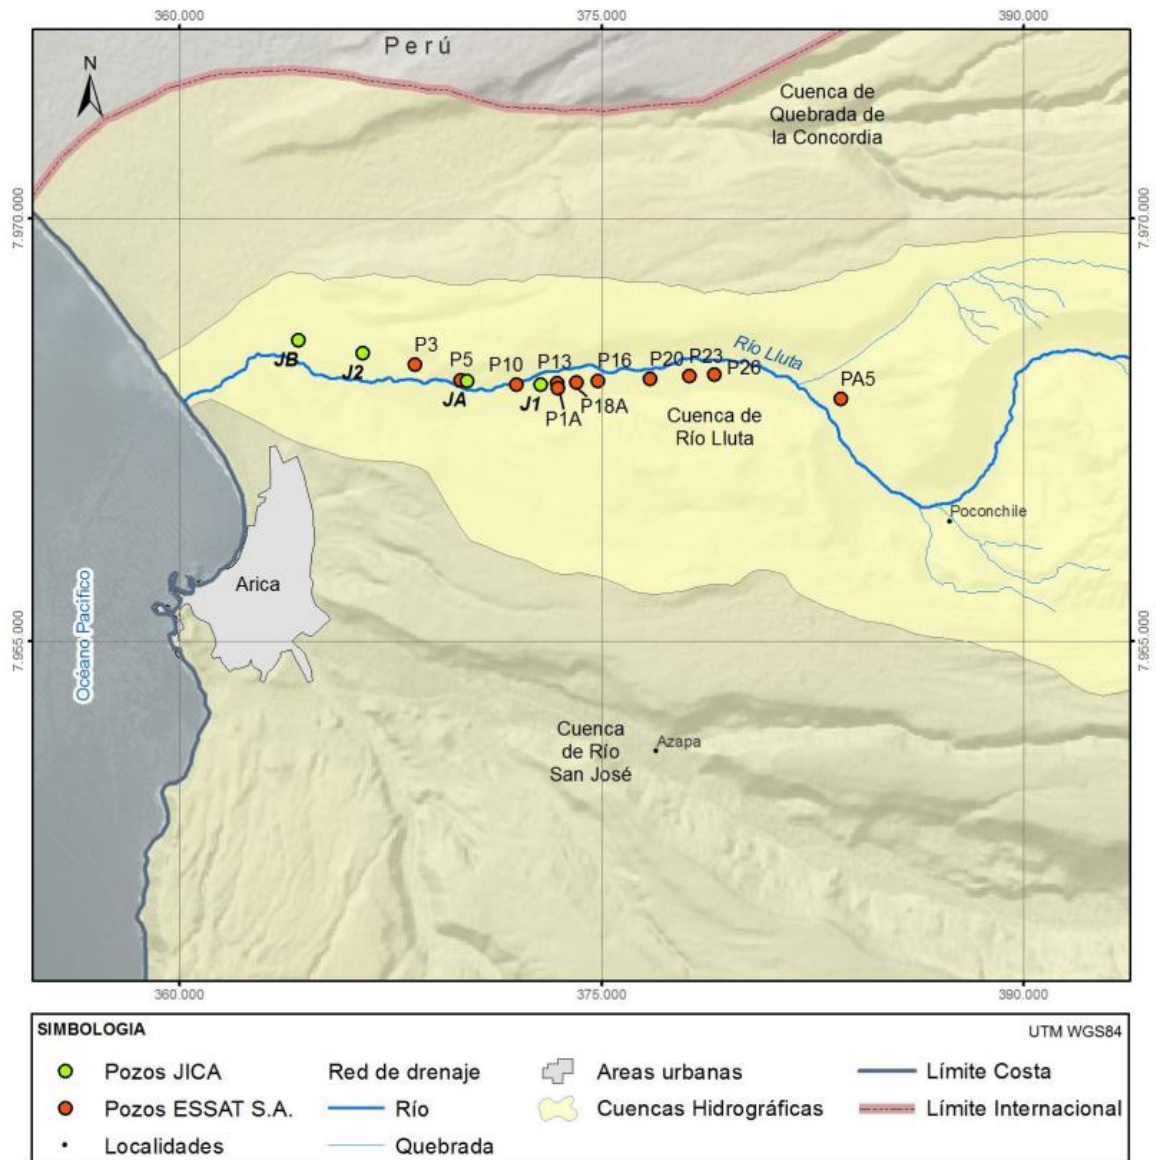 360.000
375.000
390.000
Perú
N
Cuenca de
Quebrada de
la Concordia
7.970.000
7.970.000
Río Lluta
JB
J2
P3
P5
P10
P13
P16
P20
P23
P26
PA5
JA
J1
P1A
P18A
Cuenca de
Río Lluta
Poconchile
Arica
Océano Pacífico
7.955.000
7.955.000
Cuenca
de Río
San José
Azapa
360.000
375.000
390.000
SIMBOLOGIA
UTM WGS84
Pozos JICA
Red de drenaje
Areas urbanas
Límite Costa
Pozos ESSAT S.A.
Río
Cuencas Hidrográficas
Límite Internacional
Localidades
Quebrada